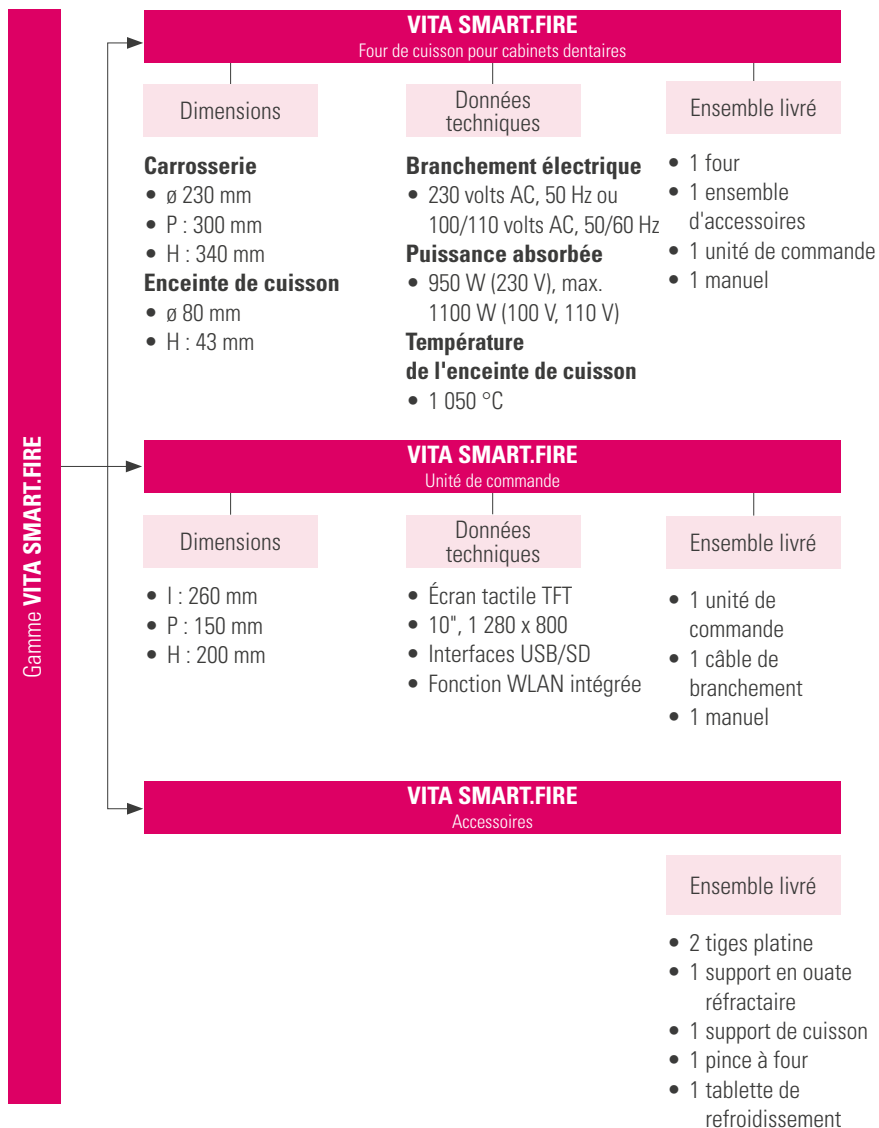 Gamme VITA SMART.FIRE
VITA SMART.FIRE
Four de cuisson pour cabinets dentaires
Dimensions
Carrosserie
• ø 230 mm
• P : 300 mm
• H : 340 mm
Enceinte de cuisson
• ø 80 mm
• H : 43 mm
Données
techniques
Branchement électrique
• 230 volts AC, 50 Hz ou
100/110 volts AC, 50/60 Hz
Puissance absorbée
• 950 W (230 V), max.
1100 W (100 V, 110 V)
Température
de l'enceinte de cuisson
• 1 050 °C
Ensemble livré
• 1 four
• 1 ensemble
d'accessoires
• 1 unité de commande
• 1 manuel
VITA SMART.FIRE
Unité de commande
Dimensions
• l : 260 mm
• P : 150 mm
• H : 200 mm
Données
techniques
• Écran tactile TFT
• 10", 1 280 x 800
• Interfaces USB/SD
• Fonction WLAN intégrée
Ensemble livré
• 1 unité de
commande
• 1 câble de
branchement
• 1 manuel
VITA SMART.FIRE
Accessoires
Ensemble livré
• 2 tiges platine
• 1 support en ouate
réfractaire
• 1 support de cuisson
• 1 pince à four
• 1 tablette de
refroidissement